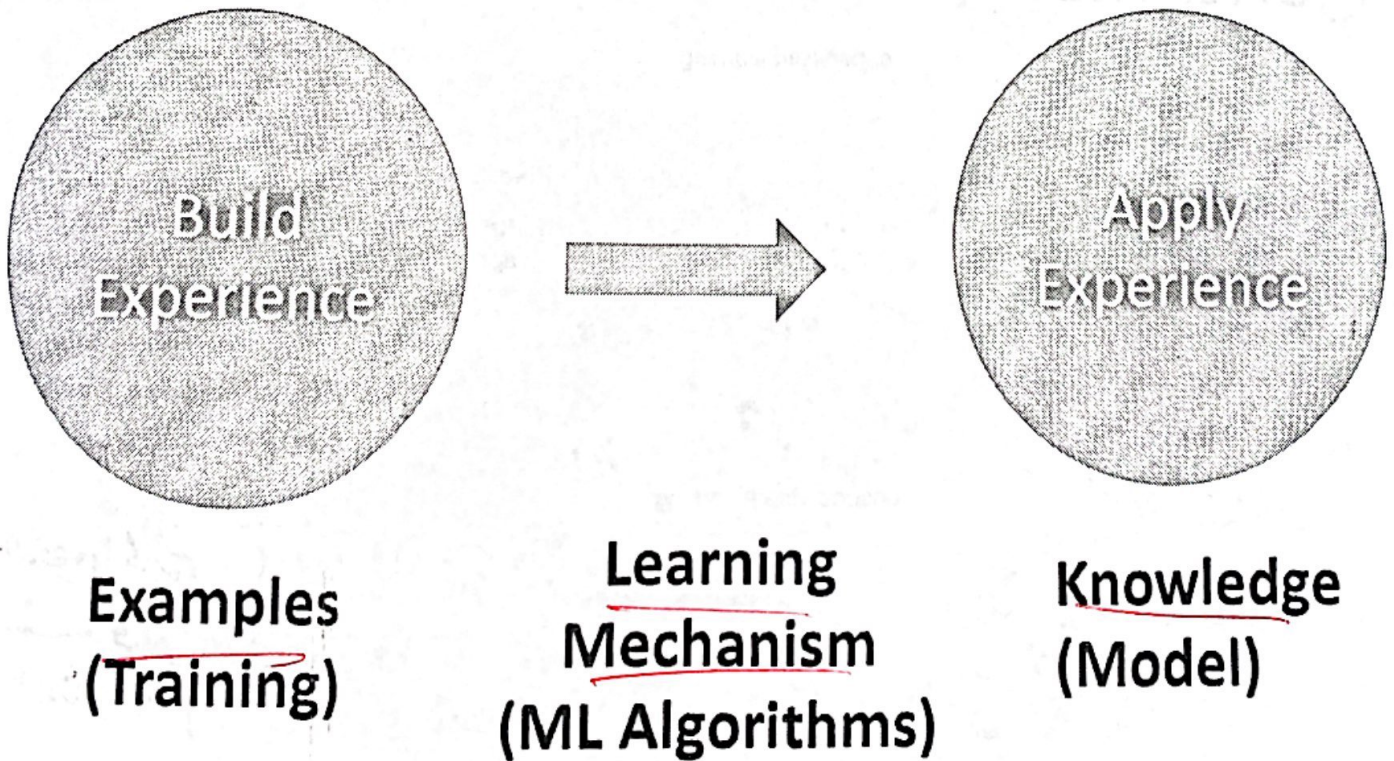 Build
Experience
Apply
Experience
Examples
(Training)
Learning
Mechanism
(ML Algorithms)
Knowledge
(Model)